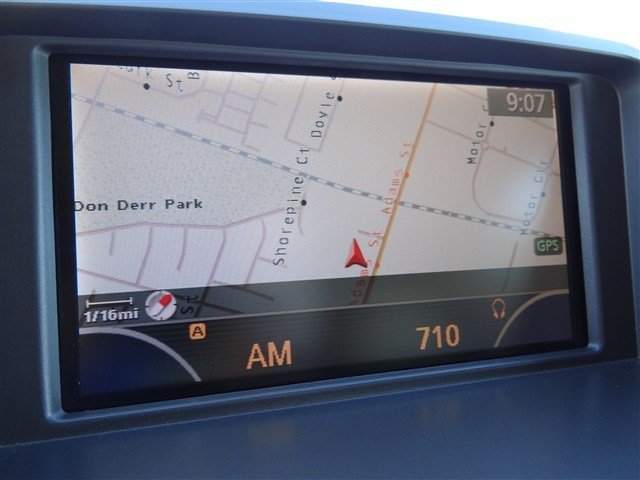 St
B
Doyle S
9:07
Motor C
Don Derr Park
Shorepine Ct
Adams St
Adams St
Motor Cir
GPS
1/16mi
St
A
AM
710